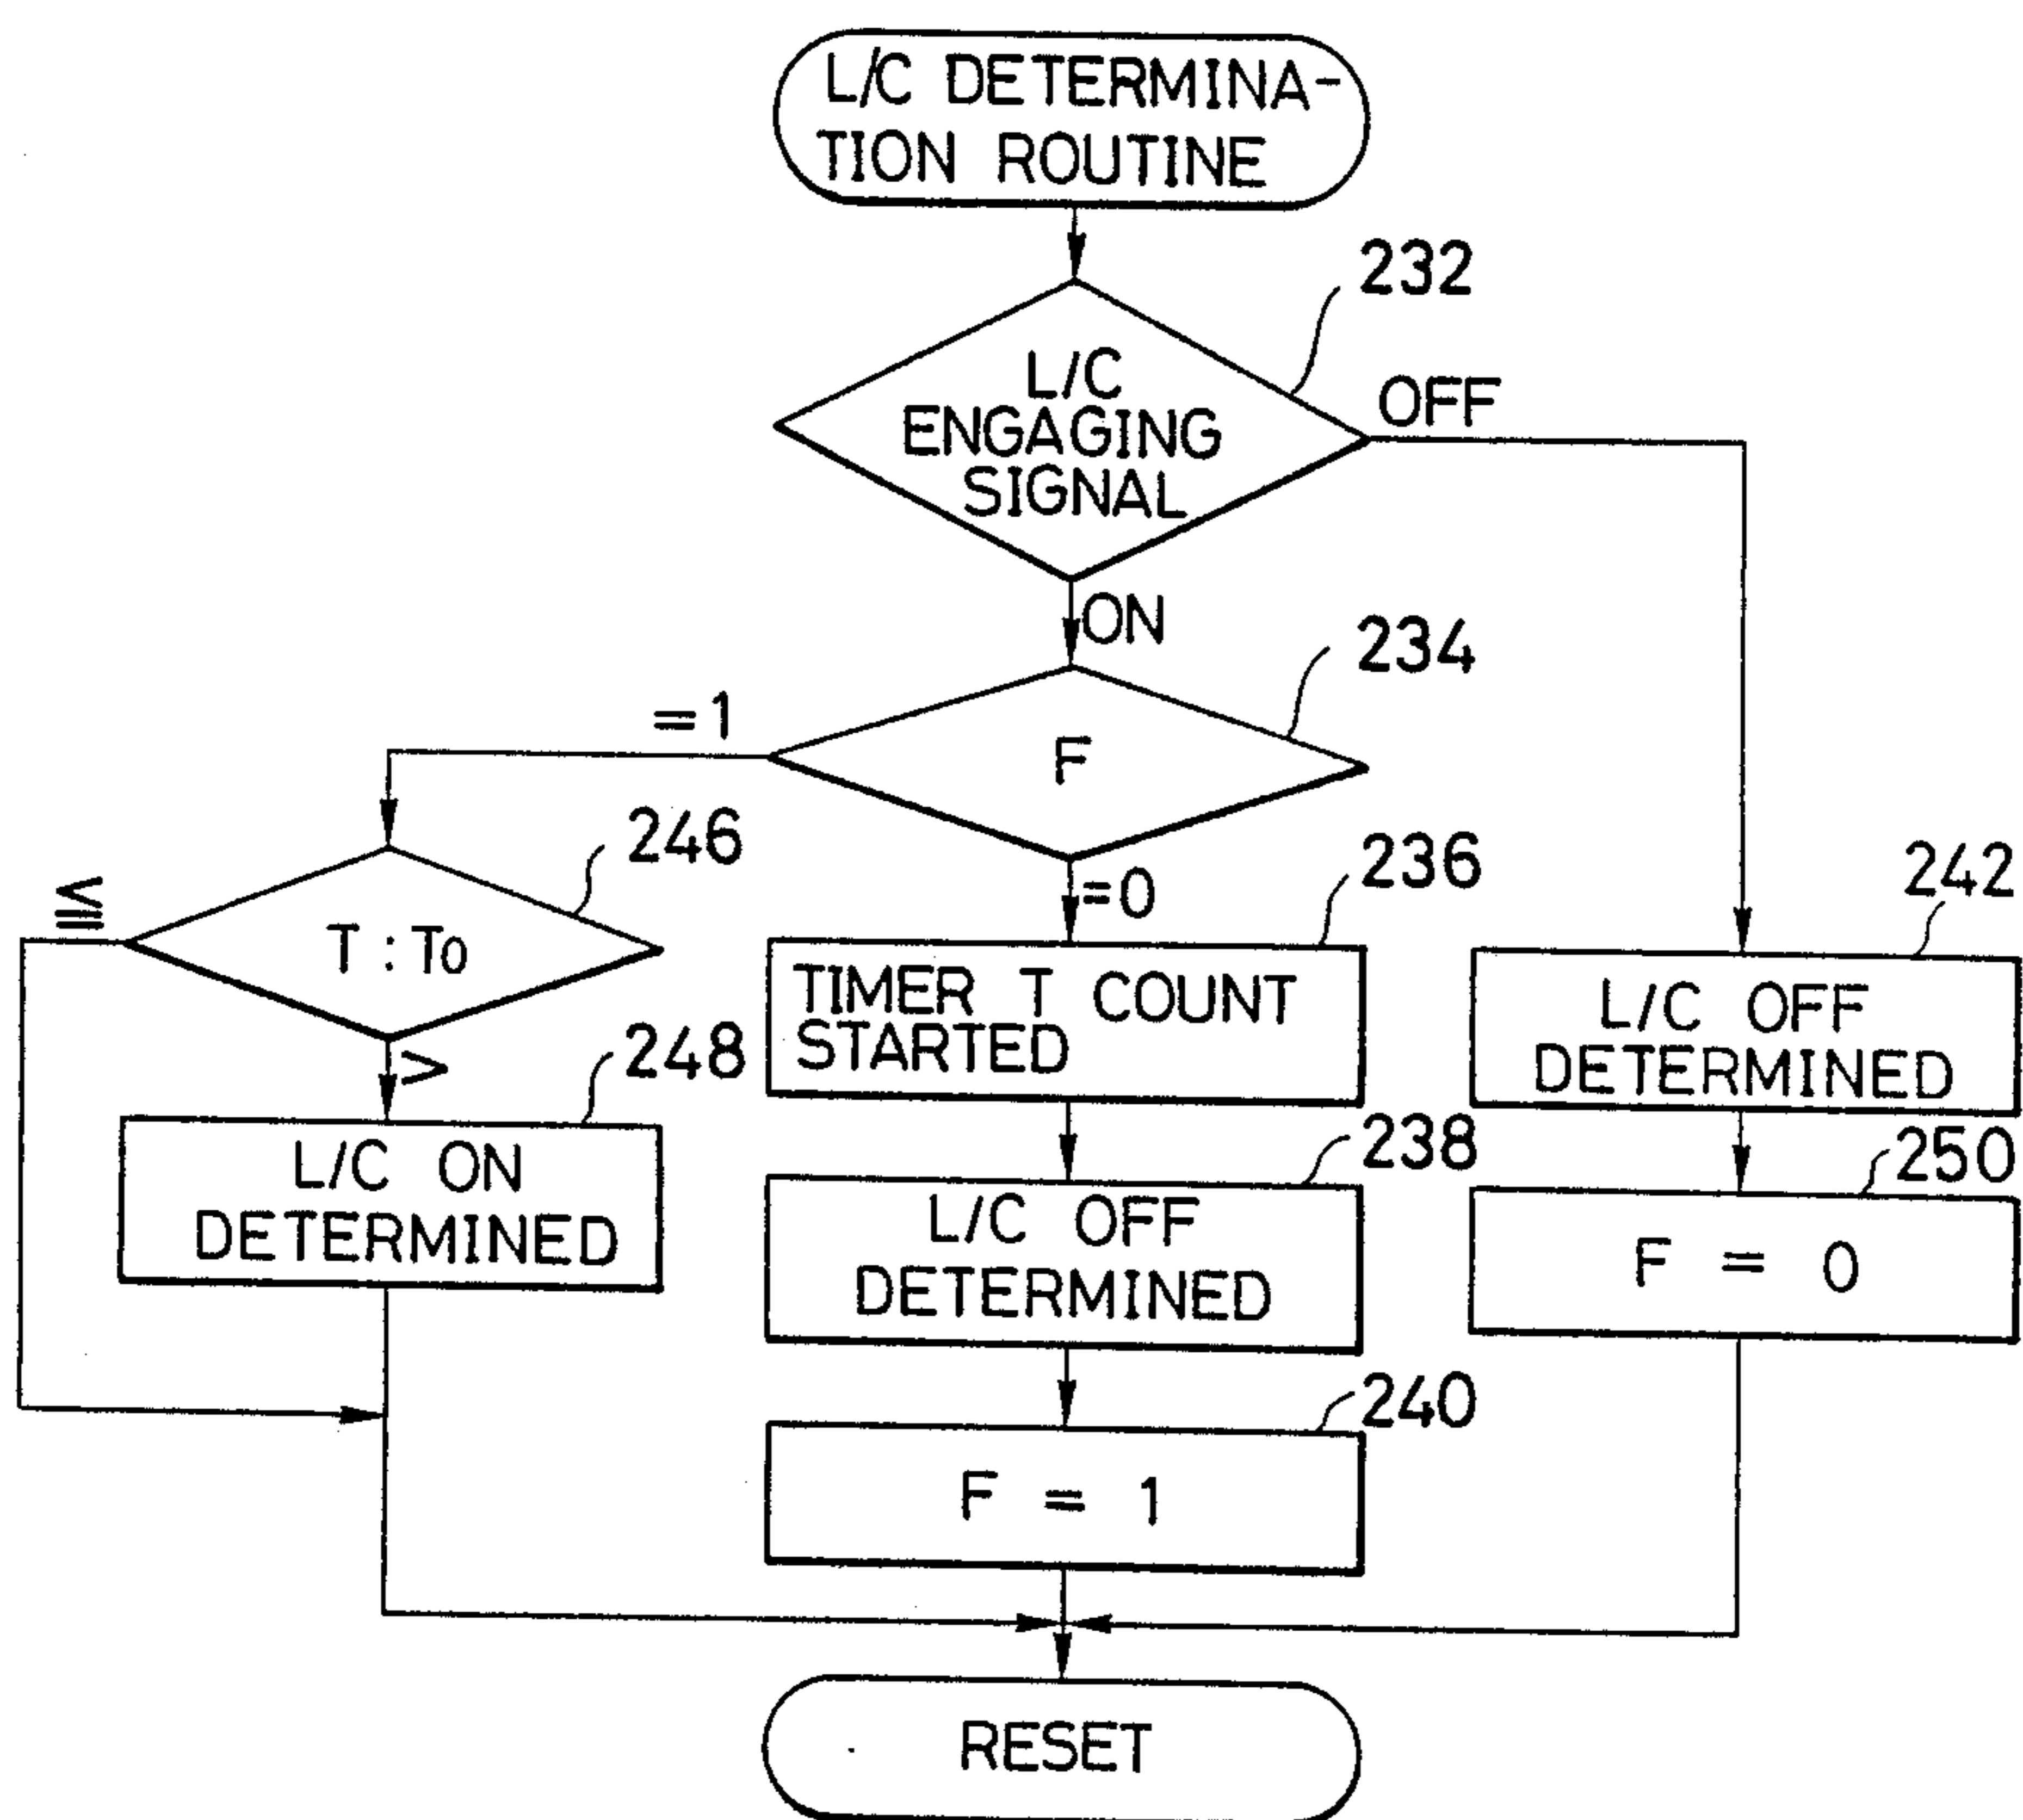 L/C DETERMINA-
TION ROUTINE
232
L/C
ENGAGING
SIGNAL
OFF
ON
234
=1
F
246
≦
T : To
=0
236
TIMER T COUNT
STARTED
242
L/C OFF
DETERMINED
>
248
L/C ON
DETERMINED
238
L/C OFF
DETERMINED
250
F = 0
240
F = 1
RESET